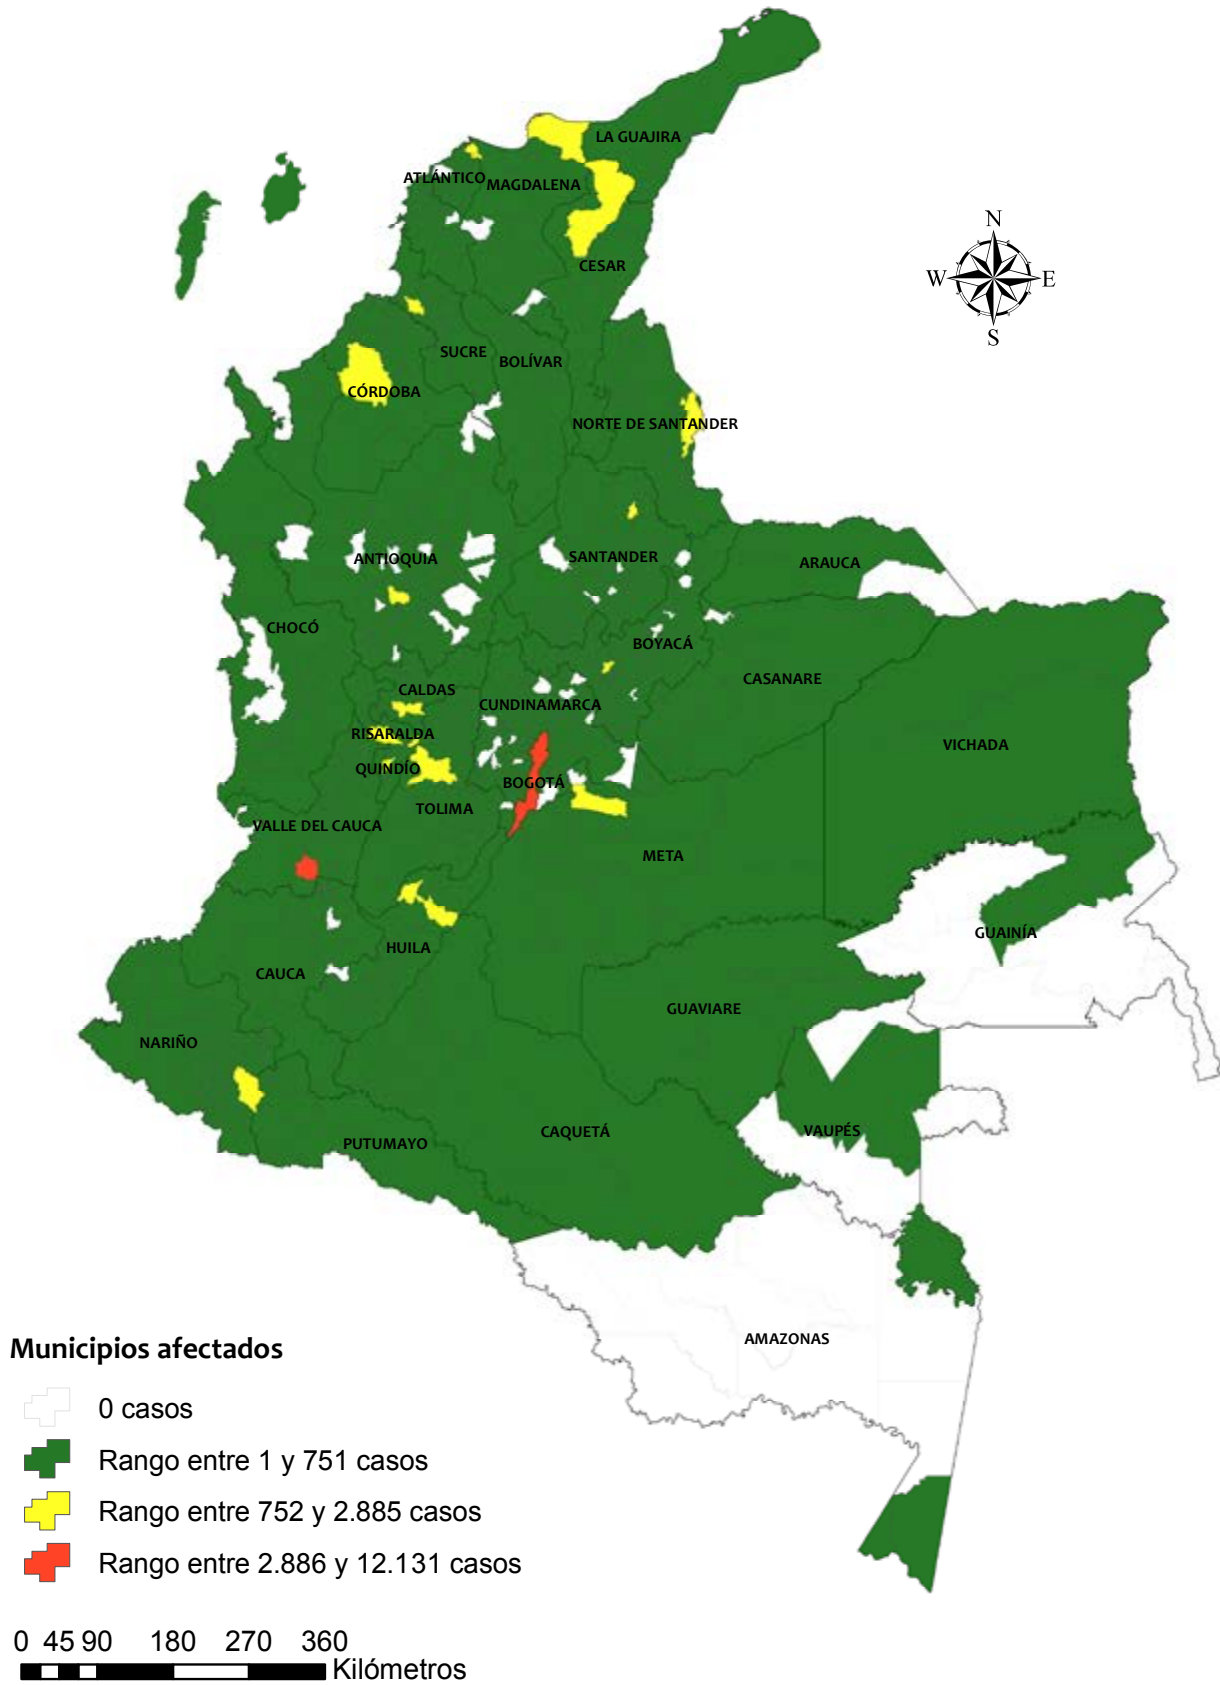 LA GUAJIRA
ATLÁNTICO
MAGDALENA
N
W
E
S
CESAR
SUCRE
BOLÍVAR
CÓRDOBA
NORTE DE SANTANDER
ANTIOQUIA
SANTANDER
ARAUCA
CHOCÓ
BOYACÁ
CASANARE
CALDAS
CUNDINAMARCA
RISARALDA
VICHADA
QUINDÍO
BOGOTÁ
TOLIMA
VALLE DEL CAUCA
META
GUAINÍA
HUILA
CAUCA
GUAVIARE
NARIÑO
VAUPÉS
CAQUETÁ
PUTUMAYO
AMAZONAS
Municipios afectados
0 casos
Rango entre 1 y 751 casos
Rango entre 752 y 2.885 casos
Rango entre 2.886 y 12.131 casos
0 45 90 180 270 360
Kilómetros